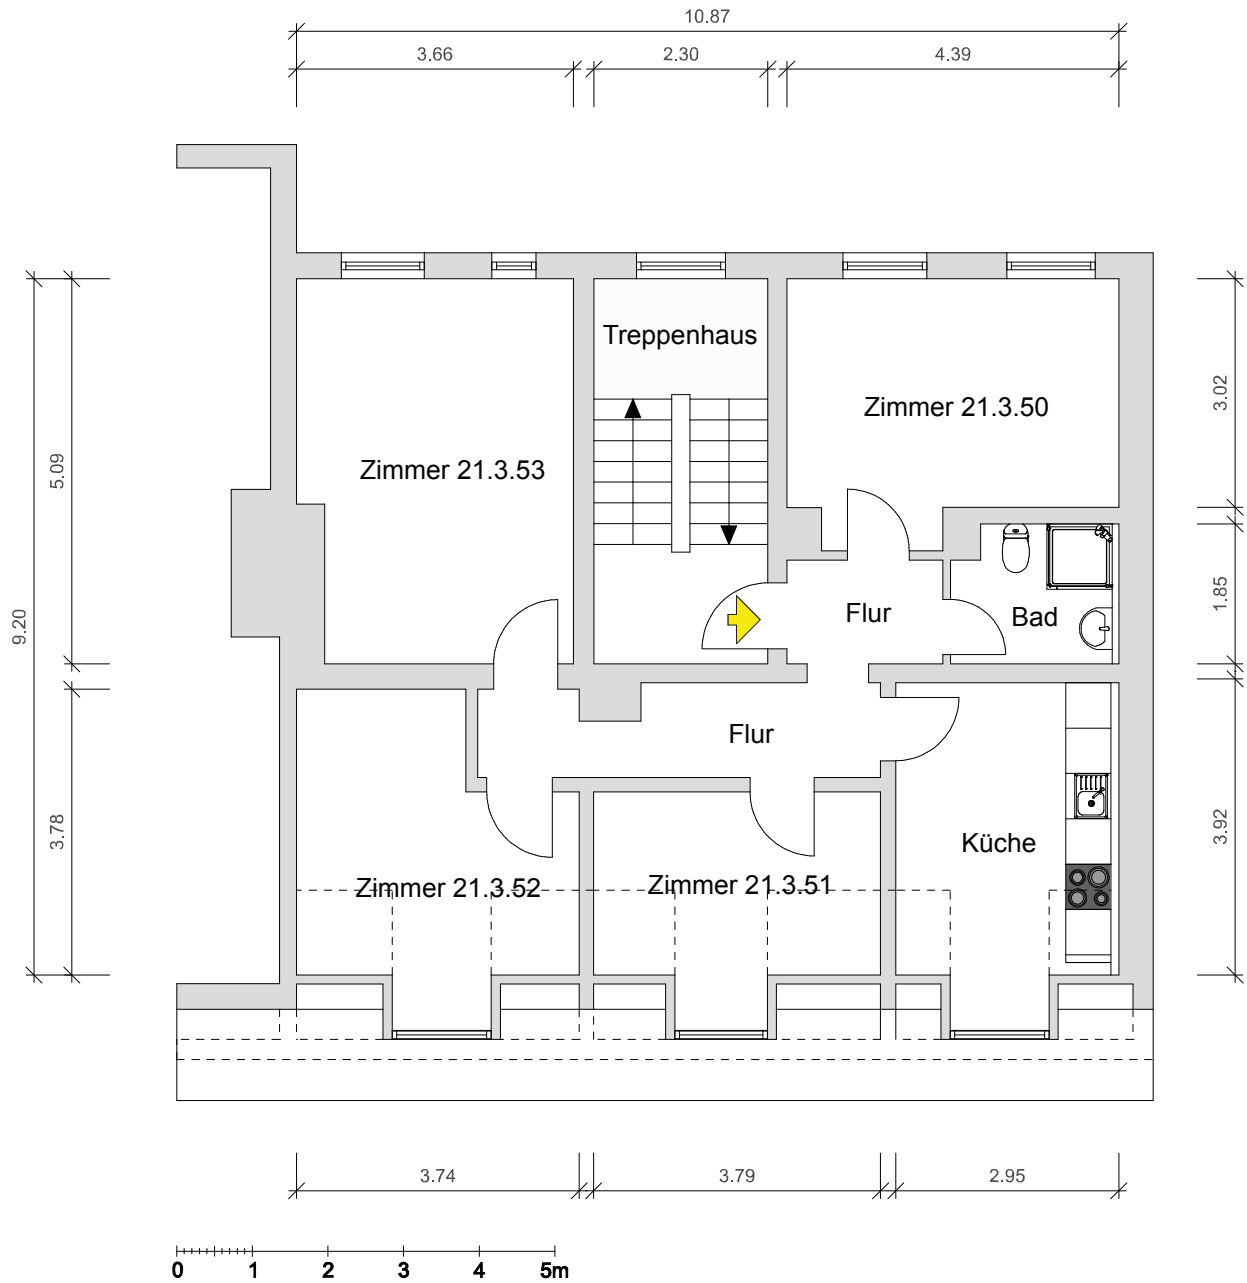 10.87
3.66 2.30 4.39
Treppenhaus
Zimmer 21.3.50
Zimmer 21.3.53
3.02
5.09
9.20
1.85
Flur
Bad
Flur
3.78
3.92
Küche
Zimmer 21.3.52
Zimmer 21.3.51
3.74 3.79 2.95
0 1 2 3 4 5m